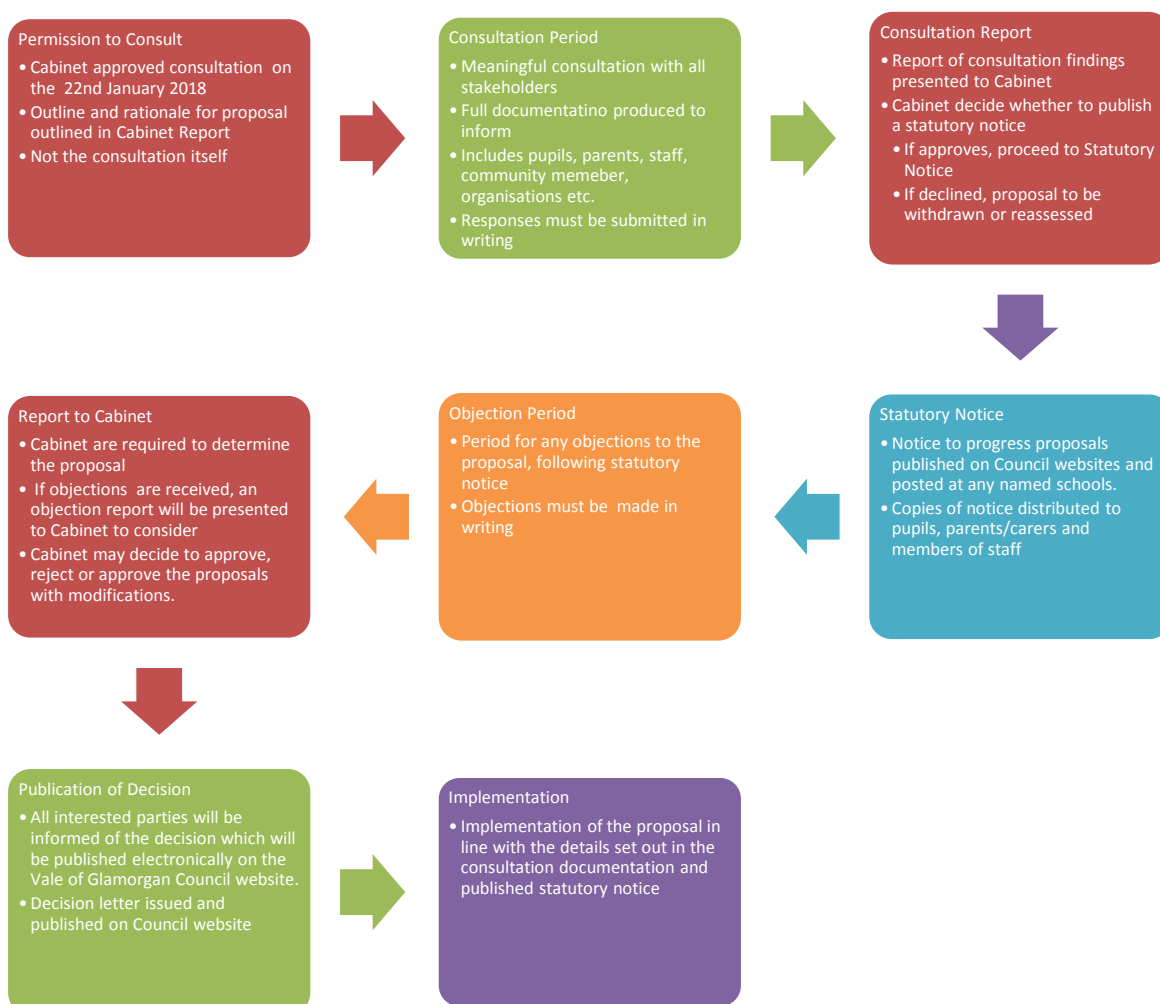 Permission to Consult
• Cabinet approved consultation on
the 22nd January 2018
• Outline and rationale for proposal
outlined in Cabinet Report
• Not the consultation itself
Consultation Period
• Meaningful consultation with all
stakeholders
• Full documentatino produced to
inform
• Includes pupils, parents, staff,
community memeber,
organisations etc.
• Responses must be submitted in
writing
Consultation Report
• Report of consultation findings
presented to Cabinet
• Cabinet decide whether to publish
a statutory notice
• If approves, proceed to Statutory
Notice
• If declined, proposal to be
withdrawn or reassessed
Statutory Notice
• Notice to progress proposals
published on Council websites and
posted at any named schools.
• Copies of notice distributed to
pupils, parents/carers and
members of staff
Objection Period
• Period for any objections to the
proposal, following statutory
notice
• Objections must be made in
writing
Report to Cabinet
• Cabinet are required to determine
the proposal
• If objections are received, an
objection report will be presented
to Cabinet to consider
• Cabinet may decide to approve,
reject or approve the proposals
with modifications.
Publication of Decision
• All interested parties will be
informed of the decision which will
be published electronically on the
Vale of Glamorgan Council website.
• Decision letter issued and
published on Council website
Implementation
• Implementation of the proposal in
line with the details set out in the
consultation documentation and
published statutory notice